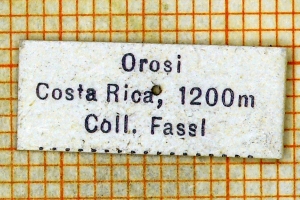 Orosi
Costa Rica, 1200m
Coll. Fassl